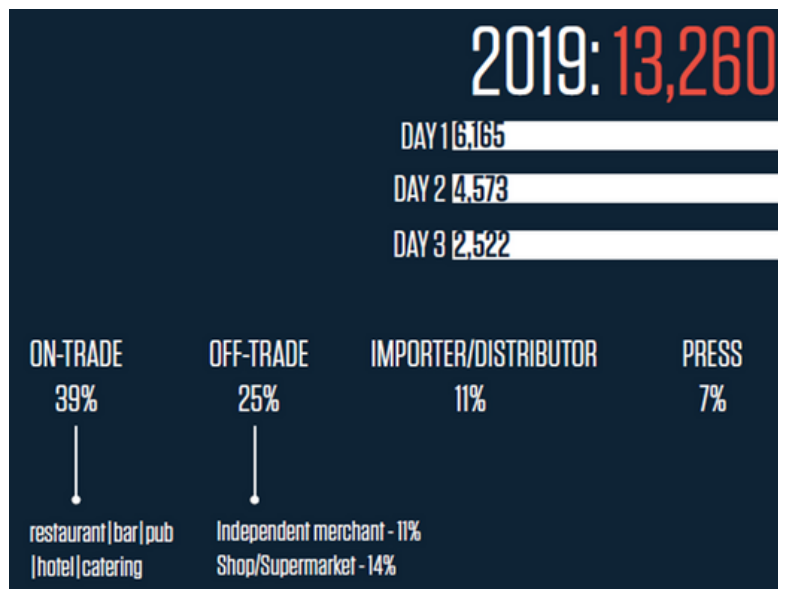 2019: 13,260
DAY 1 6,165
DAY 2 4,573
DAY 3 2,522
ON-TRADE OFF-TRADE IMPORTER/DISTRIBUTOR PRESS
39% 25% 11% 7%
restaurant|bar|pub Independent merchant - 11%
|hotel|catering Shop/Supermarket - 14%